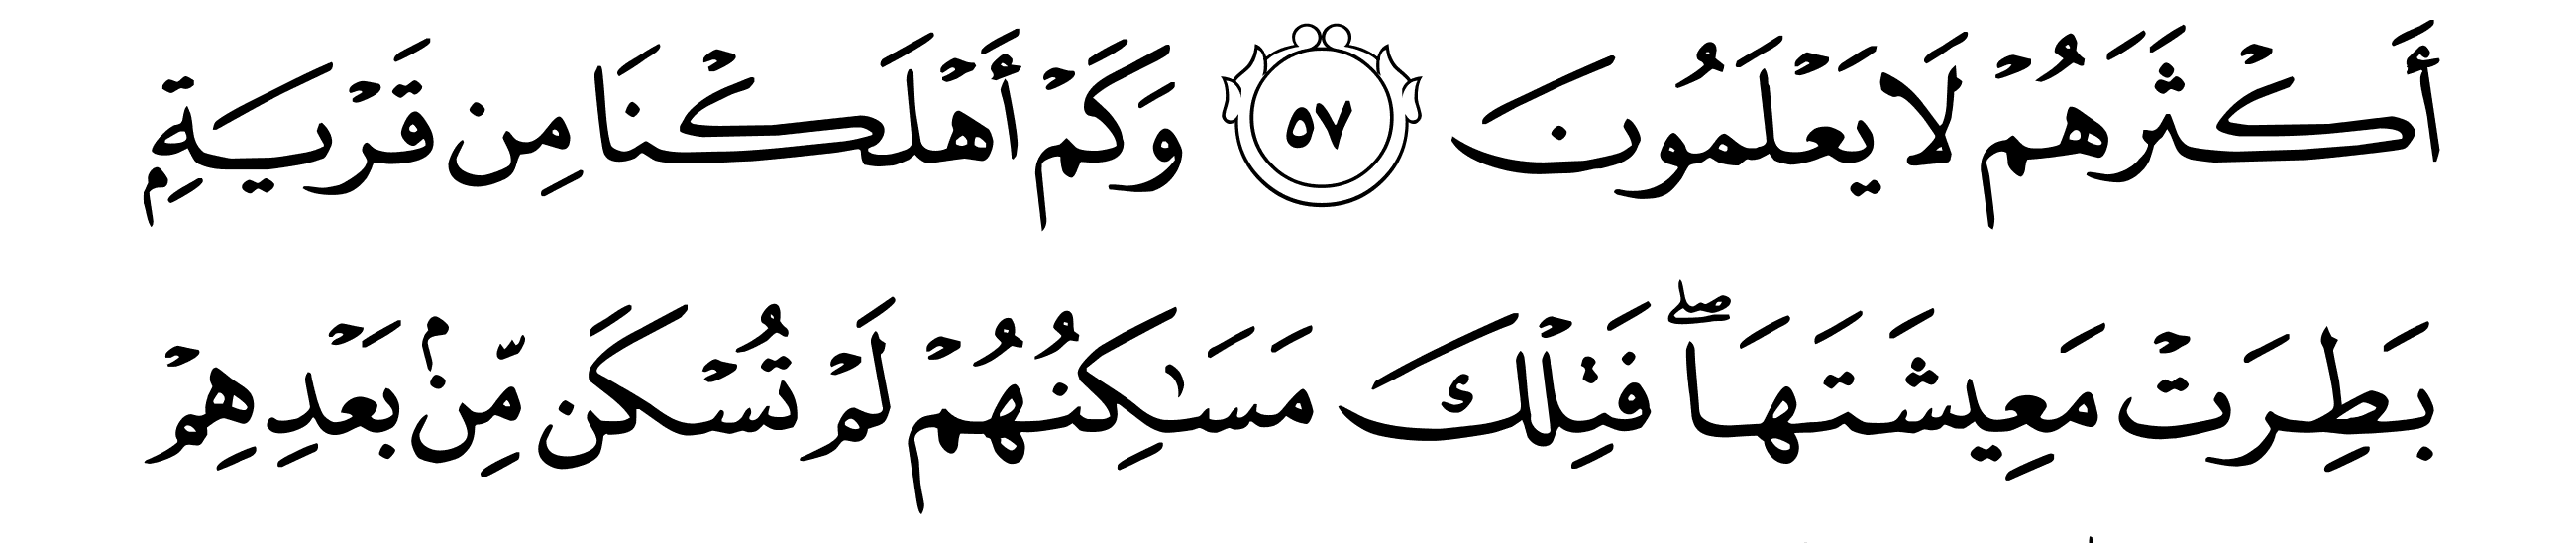 أَكْثَرَهُمْ لَا يَعْلَمُونَ ٥٧ وَكَمْ أَهْلَكْنَا مِن قَرْيَةِۭ
بَطِرَتْ مَعِيشَتَهَا ۖ فَتِلْكَ مَسَٰكِنُهُمْ لَمْ تُسْكَن مِّنۢ بَعْدِهِمْ